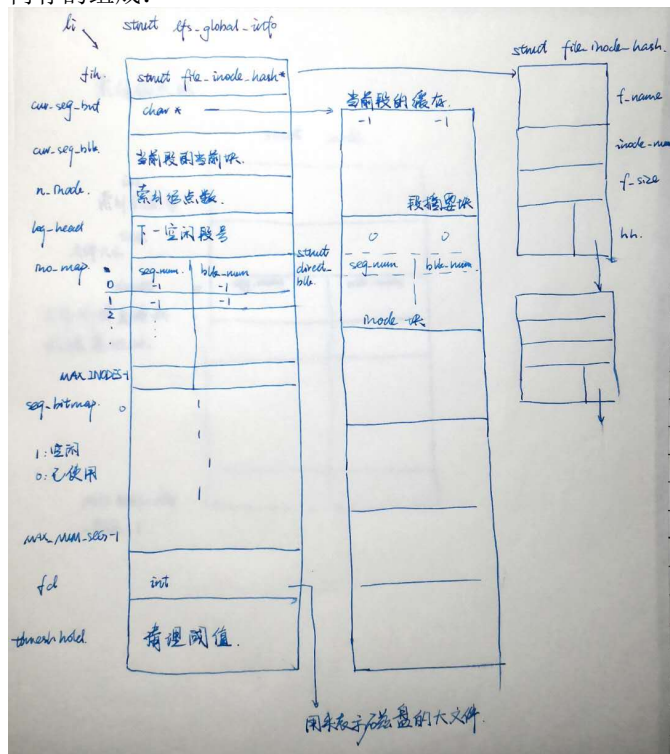 内存的组成:
li struct lfs_global_info
struct file_inode_hash.
fih. struct file_inode_hash*
f_name
cur_seg_buf char *
当前段的缓存.
-1 -1
inode_num
cur_seg_blk. 当前段的当前块.
f_size
n_inode. 索引结点数.
段摘要块
log_head 下一空闲段号
0 0
hh.
ino_map. seg_num. blk_num
struct direct_blk. seg_num blk_num.
0 -1 -1
1 -1 -1
2
inode 块
MAX_INODES-1
seg_bitmap. 0 1
1
1:空闲
1
0:已使用
1
MAX_NUM_SEG-1
fd int
threshhold. 清理阈值.
用来表示磁盘的大文件.